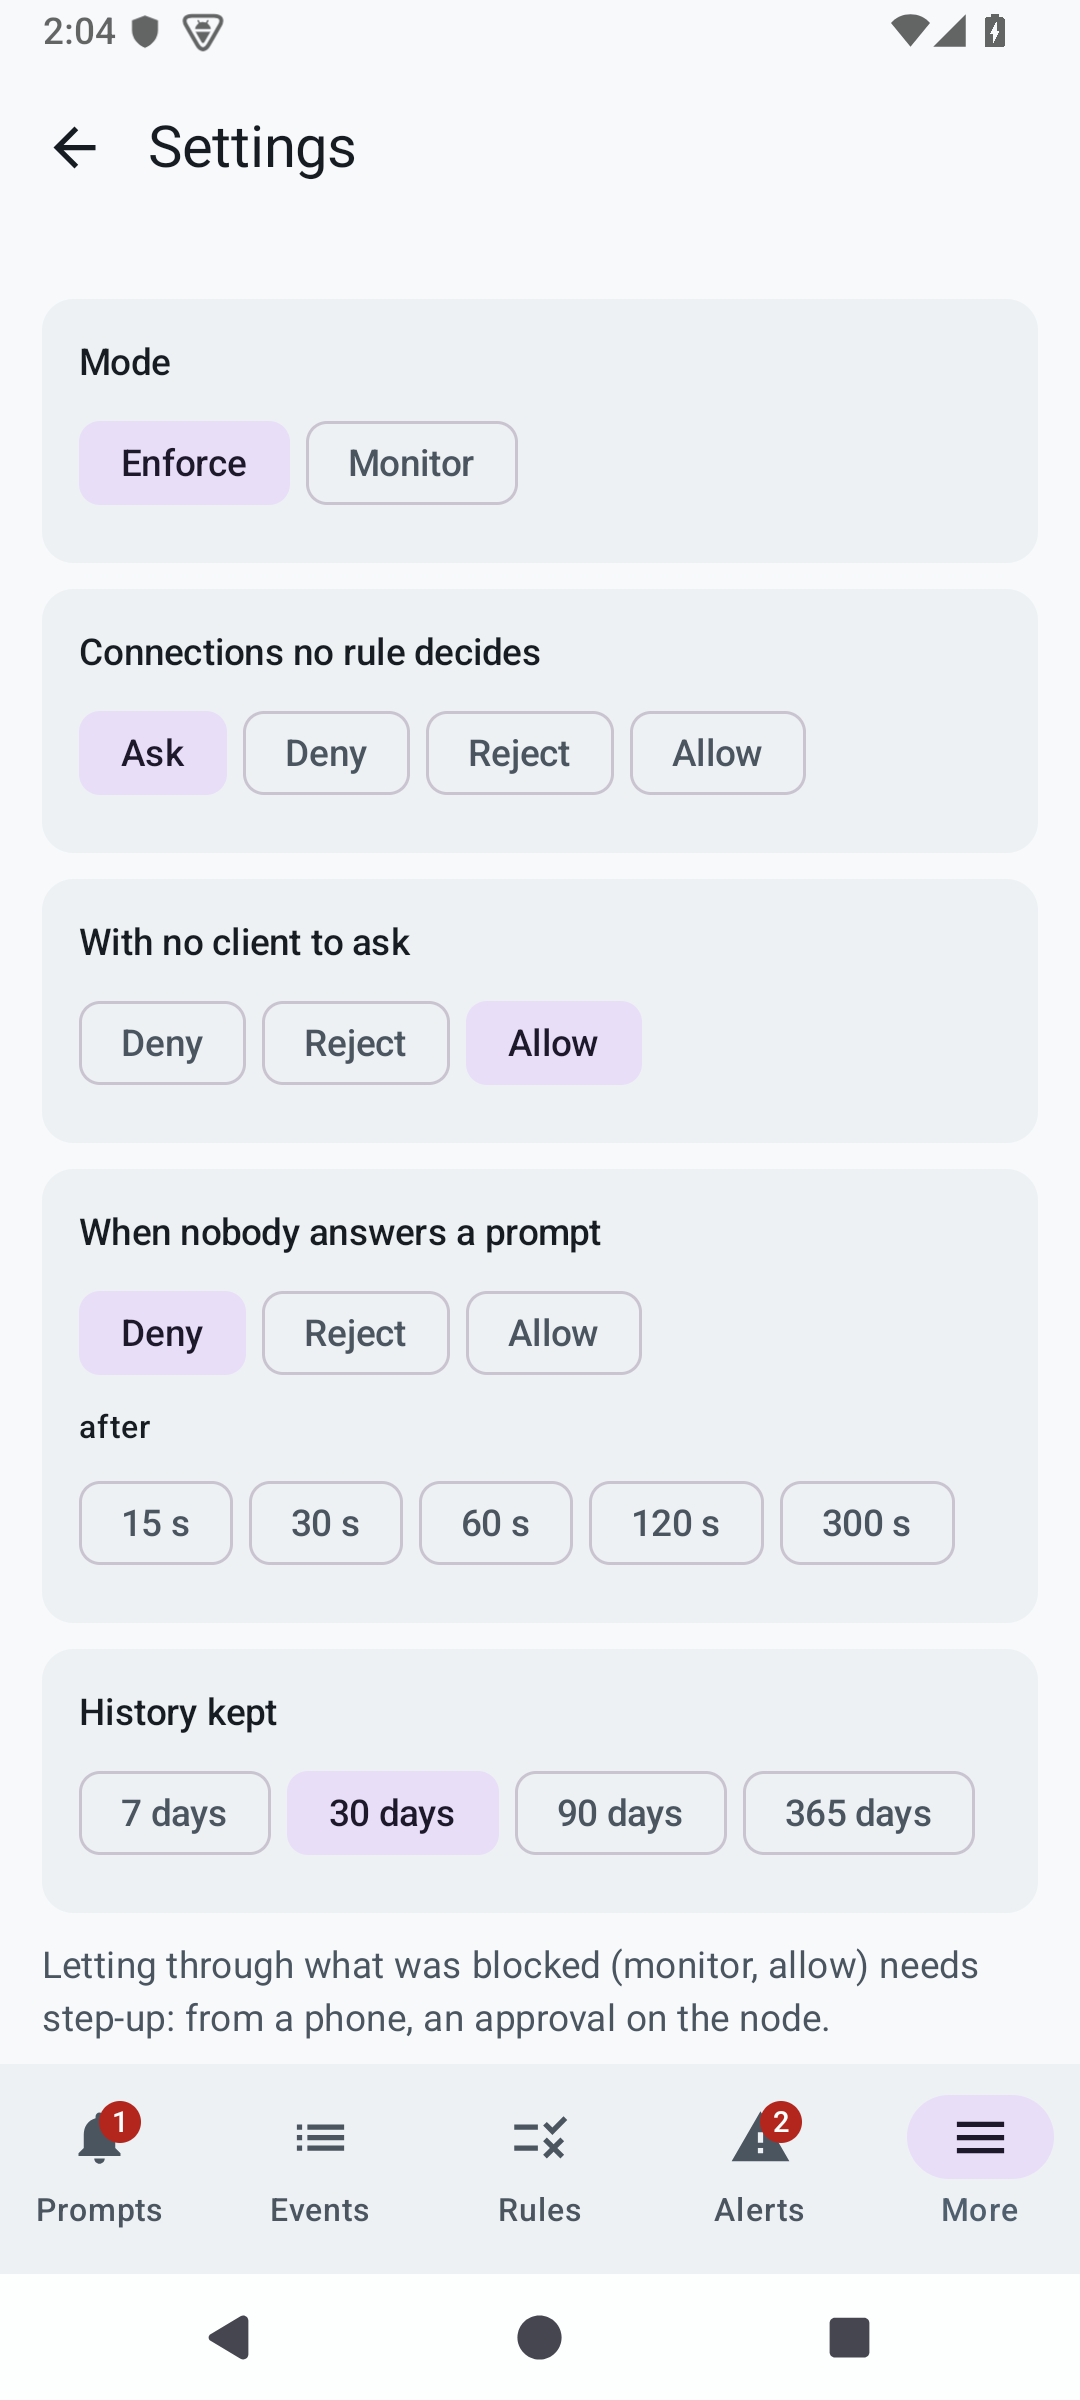 2:04
Settings
Mode
Enforce Monitor
Connections no rule decides
Ask Deny Reject Allow
With no client to ask
Deny Reject Allow
When nobody answers a prompt
Deny Reject Allow
after
15 s 30 s 60 s 120 s 300 s
History kept
7 days 30 days 90 days 365 days
Letting through what was blocked (monitor, allow) needs
step-up: from a phone, an approval on the node.
1 2
Prompts Events Rules Alerts More